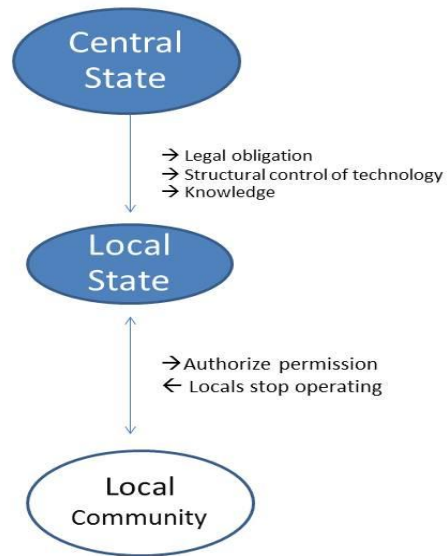 Central
State
→ Legal obligation
→ Structural control of technology
→ Knowledge
Local
State
→Authorize permission
← Locals stop operating
Local
Community